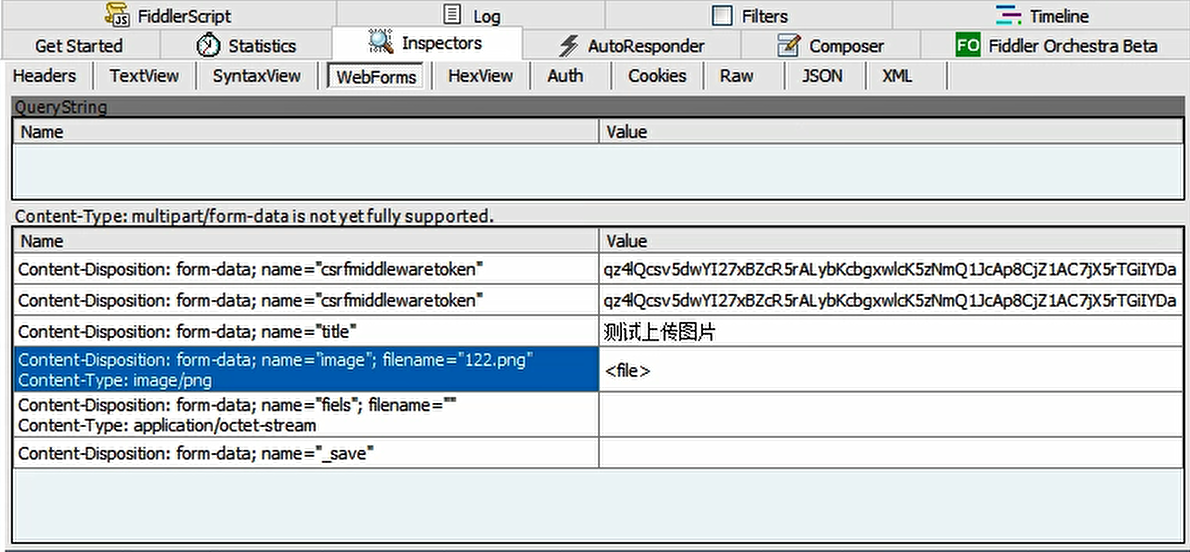 FiddlerScript Log Filters Timeline
Get Started Statistics Inspectors AutoResponder Composer FO Fiddler Orchestra Beta
Headers TextView SyntaxView WebForms HexView Auth Cookies Raw JSON XML
QueryString
Name Value
Content-Type: multipart/form-data is not yet fully supported.
Name Value
Content-Disposition: form-data; name="csrfmiddlewaretoken" qz4lQcsv5dwYI27xBZcR5rALybKcbgxwlcK5zNmQ1JcAp8CjZ1AC7jX5rTGiIYDa
Content-Disposition: form-data; name="csrfmiddlewaretoken" qz4lQcsv5dwYI27xBZcR5rALybKcbgxwlcK5zNmQ1JcAp8CjZ1AC7jX5rTGiIYDa
Content-Disposition: form-data; name="title" 测试上传图片
Content-Disposition: form-data; name="image"; filename="122.png"
Content-Type: image/png <file>
Content-Disposition: form-data; name="fiels"; filename=""
Content-Type: application/octet-stream
Content-Disposition: form-data; name="_save"